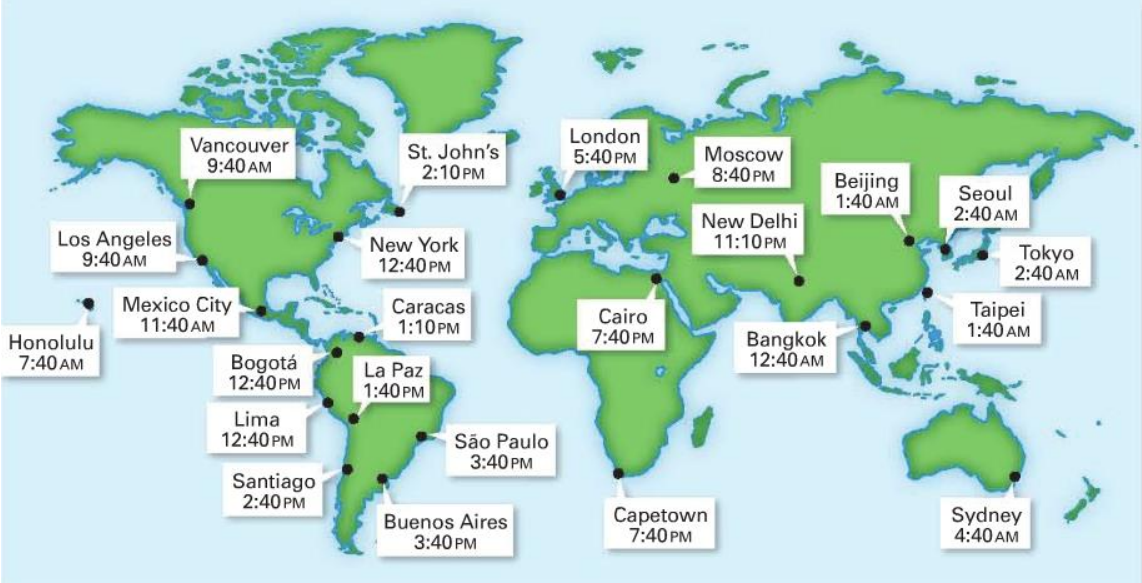 Vancouver
9:40 AM
St. John's
2:10 PM
London
5:40 PM
Moscow
8:40 PM
Beijing
1:40 AM
Seoul
2:40 AM
Los Angeles
9:40 AM
New York
12:40 PM
New Delhi
11:10 PM
Tokyo
2:40 AM
Honolulu
7:40 AM
Mexico City
11:40 AM
Caracas
1:10 PM
Cairo
7:40 PM
Bangkok
12:40 AM
Taipei
1:40 AM
Bogotá
12:40 PM
La Paz
1:40 PM
Lima
12:40 PM
São Paulo
3:40 PM
Santiago
2:40 PM
Buenos Aires
3:40 PM
Capetown
7:40 PM
Sydney
4:40 AM